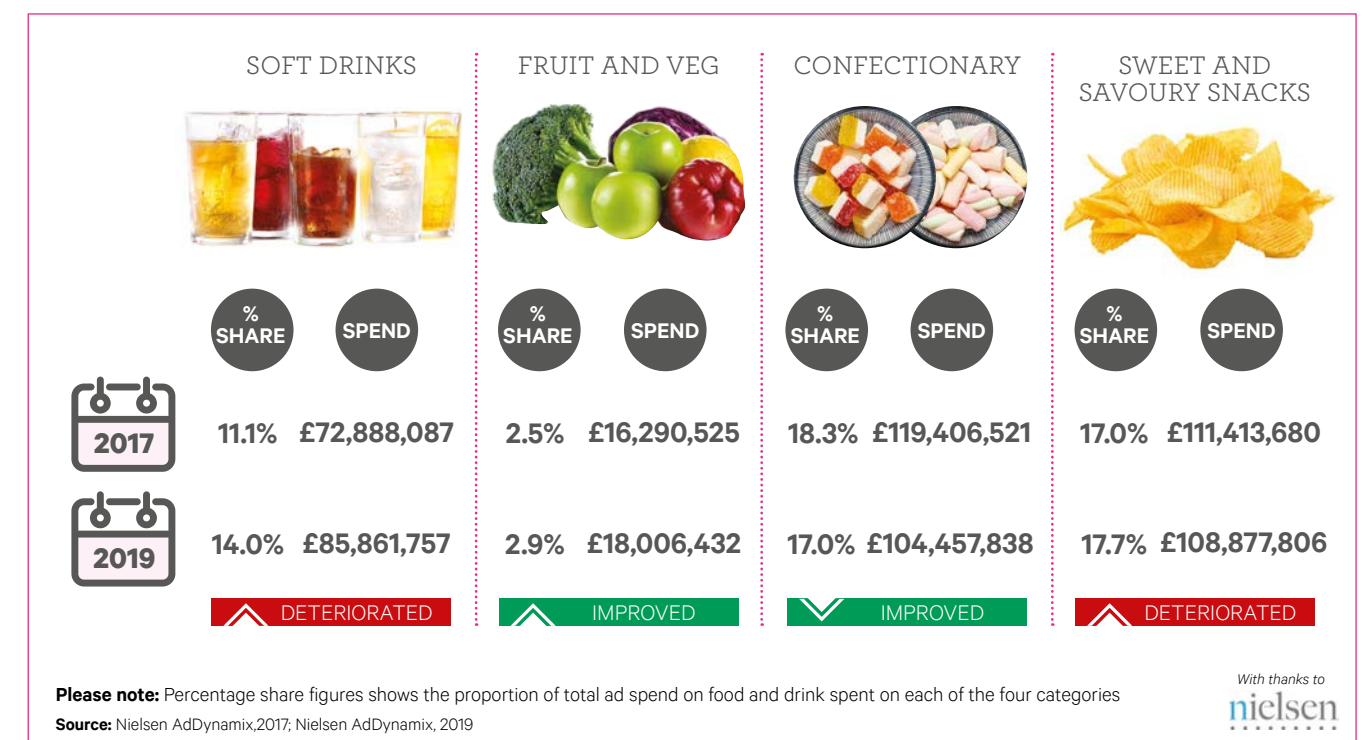 SOFT DRINKS
FRUIT AND VEG
CONFECTIONARY
SWEET AND
SAVOURY SNACKS
%
SHARE
SPEND
%
SHARE
SPEND
%
SHARE
SPEND
%
SHARE
SPEND
2017
11.1% £72,888,087
2.5% £16,290,525
18.3% £119,406,521
17.0% £111,413,680
2019
14.0% £85,861,757
2.9% £18,006,432
17.0% £104,457,838
17.7% £108,877,806
DETERIORATED
IMPROVED
IMPROVED
DETERIORATED
Please note: Percentage share figures shows the proportion of total ad spend on food and drink spent on each of the four categories
Source: Nielsen AdDynamix,2017; Nielsen AdDynamix, 2019
With thanks to
nielsen